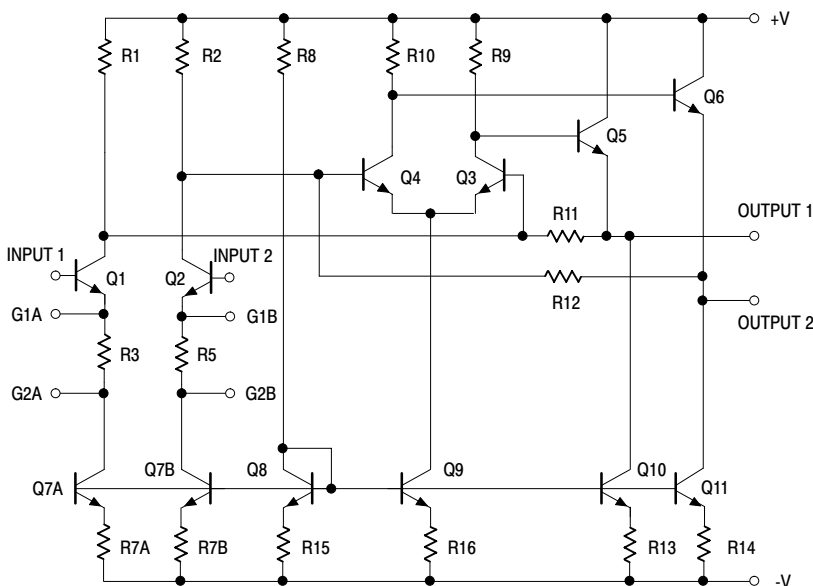 +V
R1
R2
R8
R10
R9
Q6
Q5
Q4
Q3
R11
OUTPUT 1
INPUT 1
Q1
Q2
INPUT 2
R12
OUTPUT 2
G1A
G1B
R3
R5
G2A
G2B
Q7A
Q7B
Q8
Q9
Q10
Q11
R7A
R7B
R15
R16
R13
R14
-V